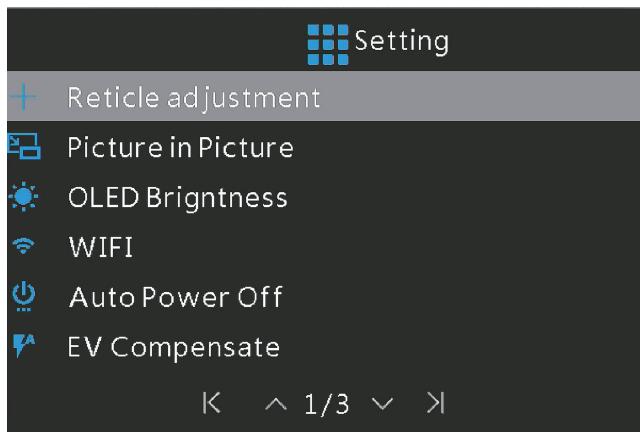 Setting
Reticle adjustment
Picture in Picture
OLED Brigntness
WIFI
Auto Power Off
EV Compensate
1/3